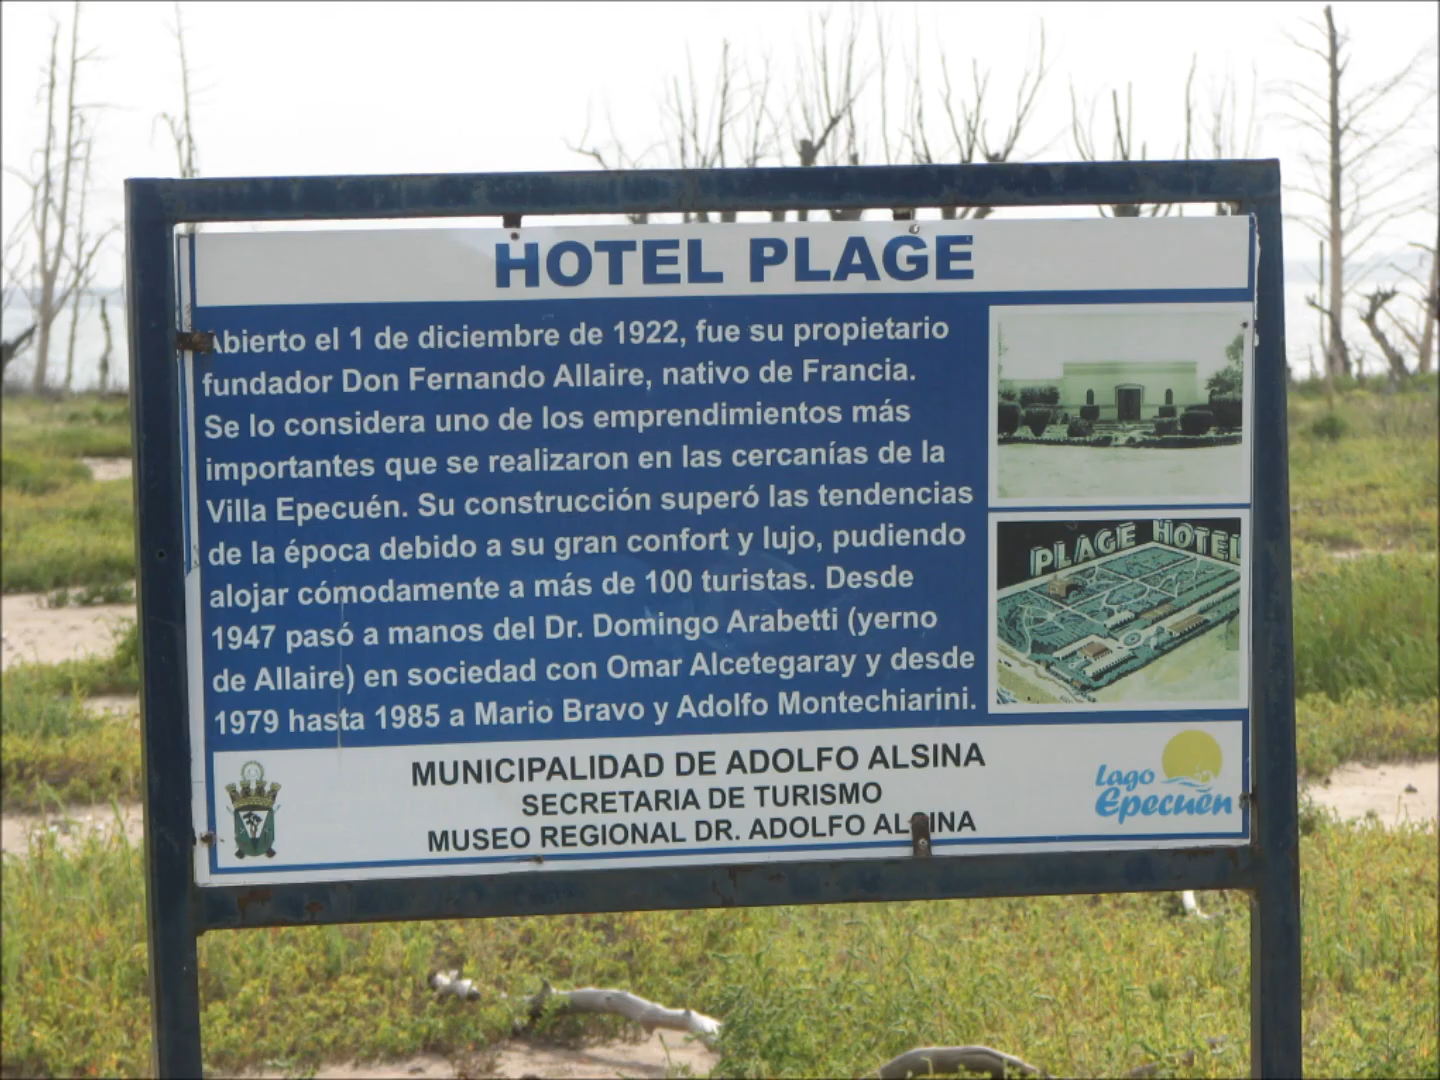 HOTEL PLAGE
Abierto el 1 de diciembre de 1922, fue su propietario
fundador Don Fernando Allaire, nativo de Francia.
Se lo considera uno de los emprendimientos más
importantes que se realizaron en las cercanías de la
Villa Epecuén. Su construcción superó las tendencias
de la época debido a su gran confort y lujo, pudiendo
alojar cómodamente a más de 100 turistas. Desde
1947 pasó a manos del Dr. Domingo Arabetti (yerno
de Allaire) en sociedad con Omar Alcetegaray y desde
1979 hasta 1985 a Mario Bravo y Adolfo Montechiarini.
PLAGE HOTEL
MUNICIPALIDAD DE ADOLFO ALSINA
SECRETARIA DE TURISMO
MUSEO REGIONAL DR. ADOLFO ALSINA
Lago
Epecuén